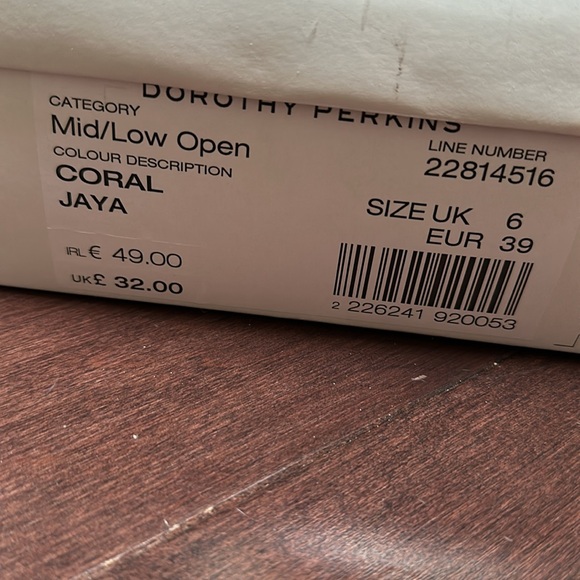 DOROTHY PERKINS
CATEGORY
Mid/Low Open
COLOUR DESCRIPTION
CORAL
JAYA
IRL € 49.00
UK£ 32.00
LINE NUMBER
22814516
SIZE UK 6
EUR 39
2 226241 920053